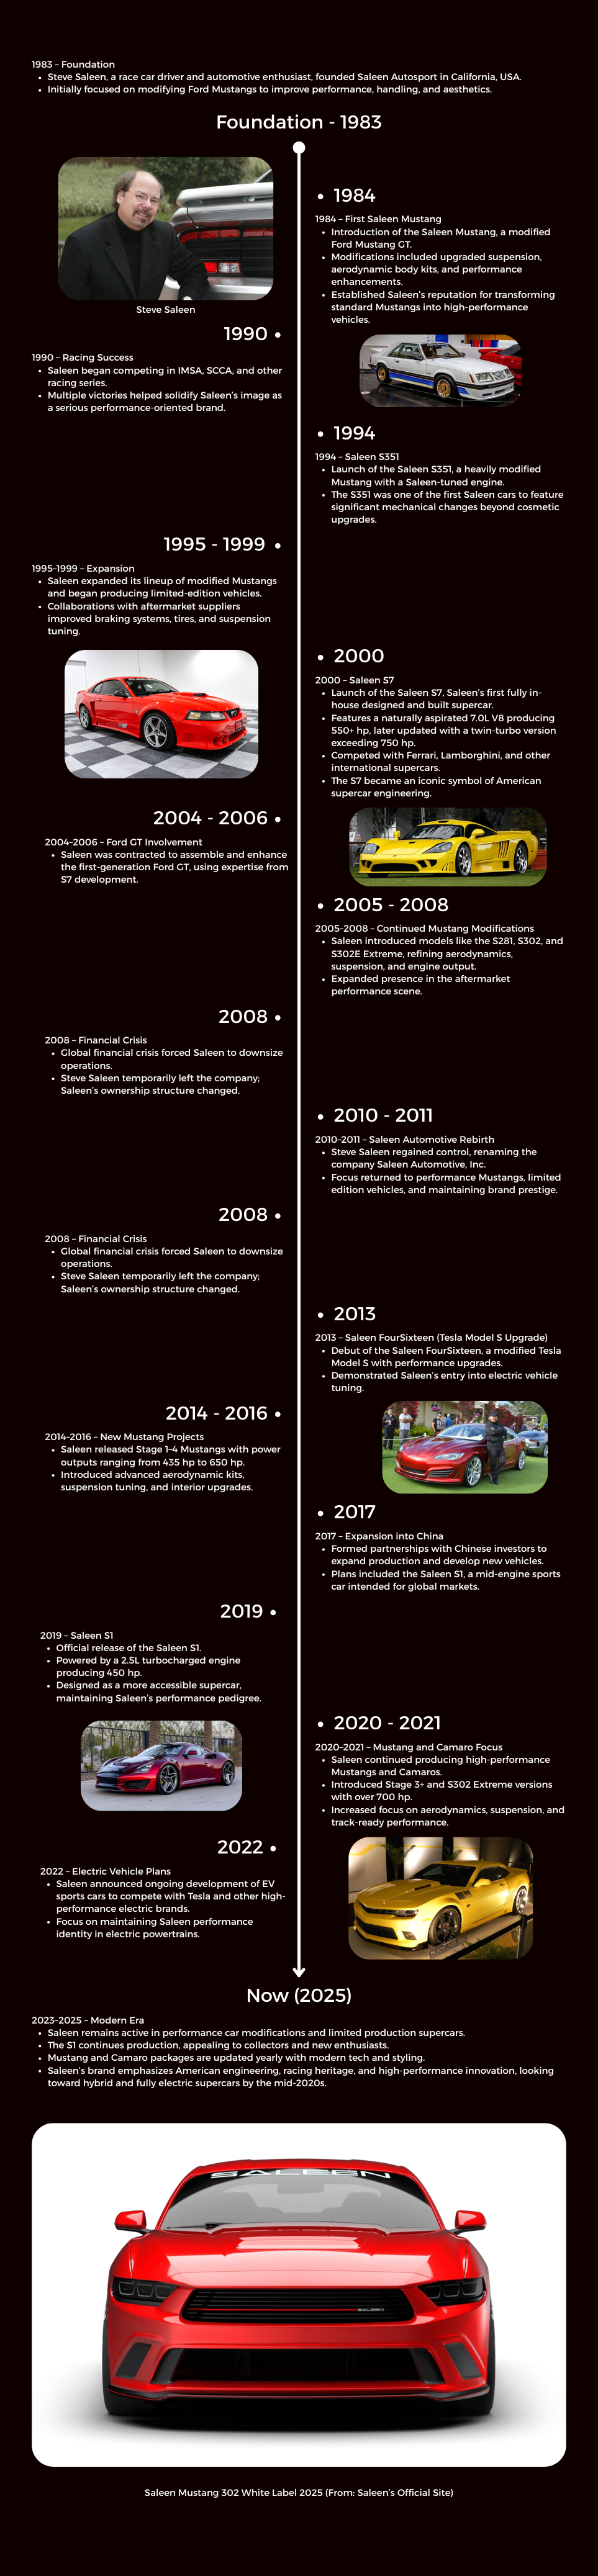 1983 – Foundation
• Steve Saleen, a race car driver and automotive enthusiast, founded Saleen Autosport in California, USA.
• Initially focused on modifying Ford Mustangs to improve performance, handling, and aesthetics.
Foundation - 1983
Steve Saleen
• 1984
1984 – First Saleen Mustang
• Introduction of the Saleen Mustang, a modified
Ford Mustang GT.
• Modifications included upgraded suspension,
aerodynamic body kits, and performance
enhancements.
• Established Saleen's reputation for transforming
standard Mustangs into high-performance
vehicles.
1990 •
1990 – Racing Success
• Saleen began competing in IMSA, SCCA, and other
racing series.
• Multiple victories helped solidify Saleen's image as
a serious performance-oriented brand.
• 1994
1994 – Saleen S351
• Launch of the Saleen S351, a heavily modified
Mustang with a Saleen-tuned engine.
• The S351 was one of the first Saleen cars to feature
significant mechanical changes beyond cosmetic
upgrades.
1995 - 1999 •
1995–1999 – Expansion
• Saleen expanded its lineup of modified Mustangs
and began producing limited-edition vehicles.
• Collaborations with aftermarket suppliers
improved braking systems, tires, and suspension
tuning.
• 2000
2000 – Saleen S7
• Launch of the Saleen S7, Saleen's first fully in-
house designed and built supercar.
• Features a naturally aspirated 7.0L V8 producing
550+ hp, later updated with a twin-turbo version
exceeding 750 hp.
• Competed with Ferrari, Lamborghini, and other
international supercars.
• The S7 became an iconic symbol of American
supercar engineering.
2004 - 2006 •
2004–2006 – Ford GT Involvement
• Saleen was contracted to assemble and enhance
the first-generation Ford GT, using expertise from
S7 development.
• 2005 - 2008
2005–2008 – Continued Mustang Modifications
• Saleen introduced models like the S281, S302, and
S302E Extreme, refining aerodynamics,
suspension, and engine output.
• Expanded presence in the aftermarket
performance scene.
2008 •
2008 – Financial Crisis
• Global financial crisis forced Saleen to downsize
operations.
• Steve Saleen temporarily left the company;
Saleen's ownership structure changed.
• 2010 - 2011
2010–2011 – Saleen Automotive Rebirth
• Steve Saleen regained control, renaming the
company Saleen Automotive, Inc.
• Focus returned to performance Mustangs, limited
edition vehicles, and maintaining brand prestige.
2008 •
2008 – Financial Crisis
• Global financial crisis forced Saleen to downsize
operations.
• Steve Saleen temporarily left the company;
Saleen's ownership structure changed.
• 2013
2013 – Saleen FourSixteen (Tesla Model S Upgrade)
• Debut of the Saleen FourSixteen, a modified Tesla
Model S with performance upgrades.
• Demonstrated Saleen's entry into electric vehicle
tuning.
2014 - 2016 •
2014–2016 – New Mustang Projects
• Saleen released Stage 1–4 Mustangs with power
outputs ranging from 435 hp to 650 hp.
• Introduced advanced aerodynamic kits,
suspension tuning, and interior upgrades.
• 2017
2017 – Expansion into China
• Formed partnerships with Chinese investors to
expand production and develop new vehicles.
• Plans included the Saleen S1, a mid-engine sports
car intended for global markets.
2019 •
2019 – Saleen S1
• Official release of the Saleen S1.
• Powered by a 2.5L turbocharged engine
producing 450 hp.
• Designed as a more accessible supercar,
maintaining Saleen's performance pedigree.
• 2020 - 2021
2020–2021 – Mustang and Camaro Focus
• Saleen continued producing high-performance
Mustangs and Camaros.
• Introduced Stage 3+ and S302 Extreme versions
with over 700 hp.
• Increased focus on aerodynamics, suspension, and
track-ready performance.
2022 •
2022 – Electric Vehicle Plans
• Saleen announced ongoing development of EV
sports cars to compete with Tesla and other high-
performance electric brands.
• Focus on maintaining Saleen performance
identity in electric powertrains.
Now (2025)
2023–2025 – Modern Era
• Saleen remains active in performance car modifications and limited production supercars.
• The S1 continues production, appealing to collectors and new enthusiasts.
• Mustang and Camaro packages are updated yearly with modern tech and styling.
• Saleen's brand emphasizes American engineering, racing heritage, and high-performance innovation, looking
toward hybrid and fully electric supercars by the mid-2020s.
SALEEN
SALEEN
Saleen Mustang 302 White Label 2025 (From: Saleen's Official Site)